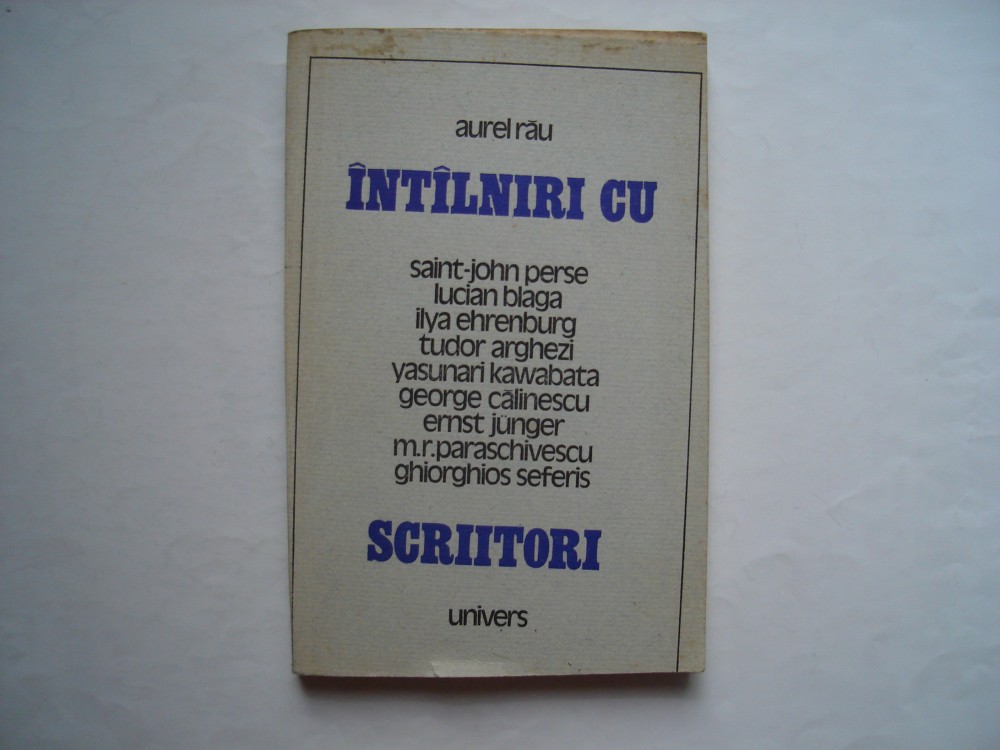 aurel rău
ÎNTÎLNIRI CU
saint-john perse
lucian blaga
ilya ehrenburg
tudor arghezi
yasunari kawabata
george călinescu
ernst jünger
m.r.paraschivescu
ghiorghios seferis
SCRIITORI
univers